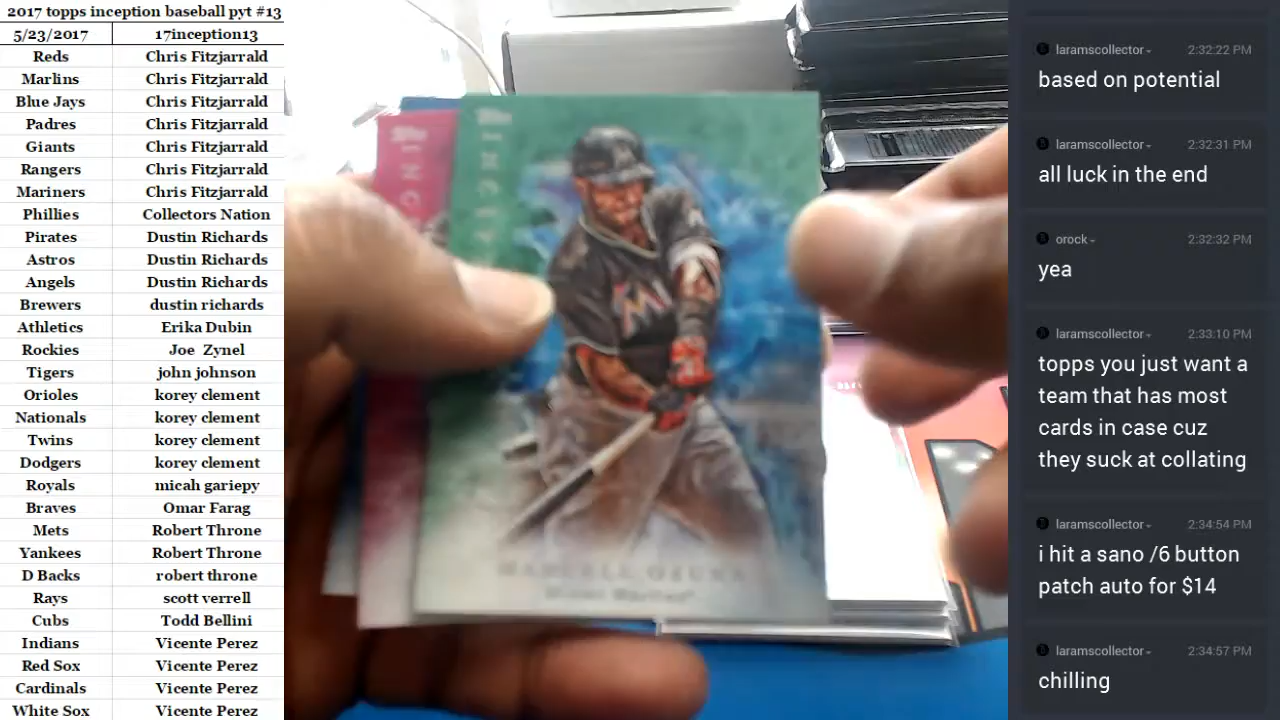 2017 topps inception baseball pyt #13
5/23/2017 17inception13
Reds Chris Fitzjarrald
Marlins Chris Fitzjarrald
Blue Jays Chris Fitzjarrald
Padres Chris Fitzjarrald
Giants Chris Fitzjarrald
Rangers Chris Fitzjarrald
Mariners Chris Fitzjarrald
Phillies Collectors Nation
Pirates Dustin Richards
Astros Dustin Richards
Angels Dustin Richards
Brewers dustin richards
Athletics Erika Dubin
Rockies Joe Zynel
Tigers john johnson
Orioles korey clement
Nationals korey clement
Twins korey clement
Dodgers korey clement
Royals micah gariepy
Braves Omar Farag
Mets Robert Throne
Yankees Robert Throne
D Backs robert throne
Rays scott verrell
Cubs Todd Bellini
Indians Vicente Perez
Red Sox Vicente Perez
Cardinals Vicente Perez
White Sox Vicente Perez
MARCELL OZUNA
laramscollector 2:32:22 PM
based on potential
laramscollector 2:32:31 PM
all luck in the end
orock 2:32:32 PM
yea
laramscollector 2:33:10 PM
topps you just want a
team that has most
cards in case cuz
they suck at collating
laramscollector 2:34:54 PM
i hit a sano /6 button
patch auto for $14
laramscollector 2:34:57 PM
chilling